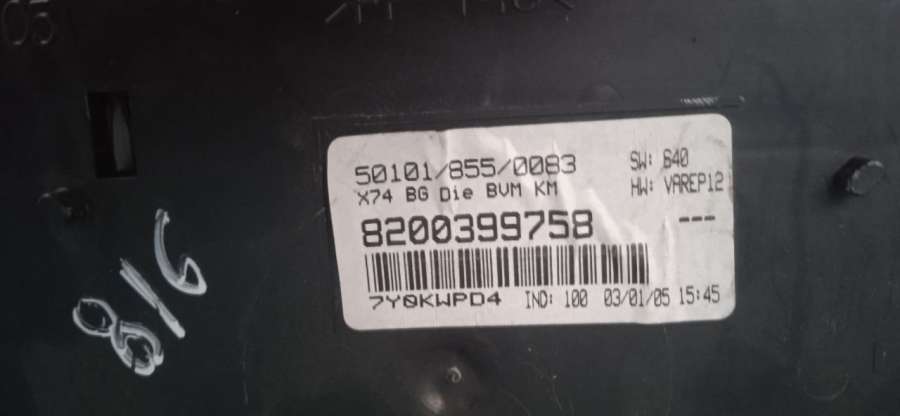 50101/855/0083
SW: 640
X74 BG Die BVM KM
HW: VAREP12
8200399758
---
7Y0KWPD4 IND: 100 03/01/05 15:45
816